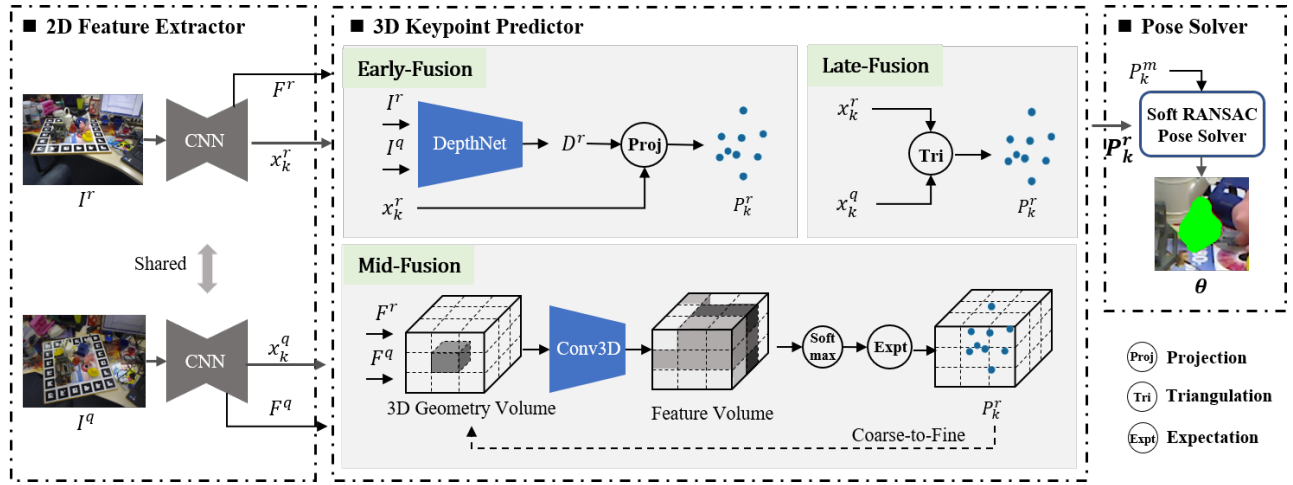 ■ 2D Feature Extractor
CNN
F^r
x_k^r
I^r
Shared
CNN
x_k^q
F^q
I^q
■ 3D Keypoint Predictor
Early-Fusion
I^r
I^q
DepthNet
D^r
Proj
x_k^r
P_k^r
Late-Fusion
x_k^r
Tri
x_k^q
P_k^r
Mid-Fusion
F^r
F^q
3D Geometry Volume
Conv3D
Feature Volume
Soft
max
Expt
P_k^r
Coarse-to-Fine
P_k^r
■ Pose Solver
P_k^m
Soft RANSAC
Pose Solver
θ
Proj Projection
Tri Triangulation
Expt Expectation